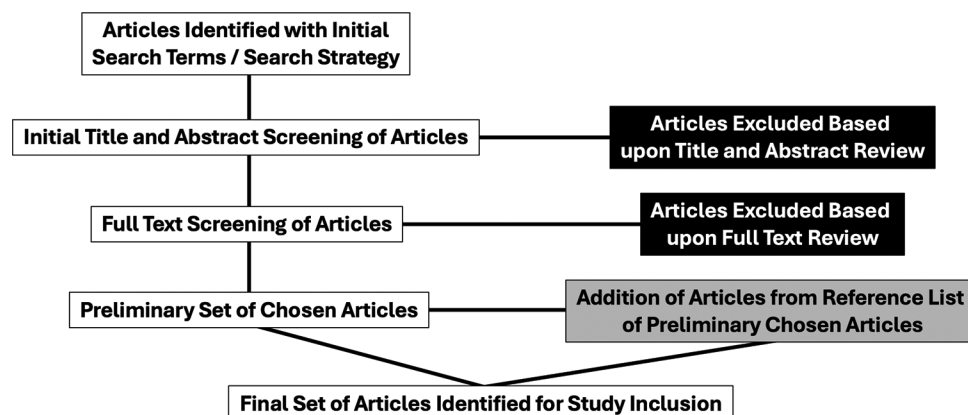 Articles Identified with Initial
Search Terms / Search Strategy
Initial Title and Abstract Screening of Articles
Articles Excluded Based
upon Title and Abstract Review
Full Text Screening of Articles
Articles Excluded Based
upon Full Text Review
Preliminary Set of Chosen Articles
Addition of Articles from Reference List
of Preliminary Chosen Articles
Final Set of Articles Identified for Study Inclusion